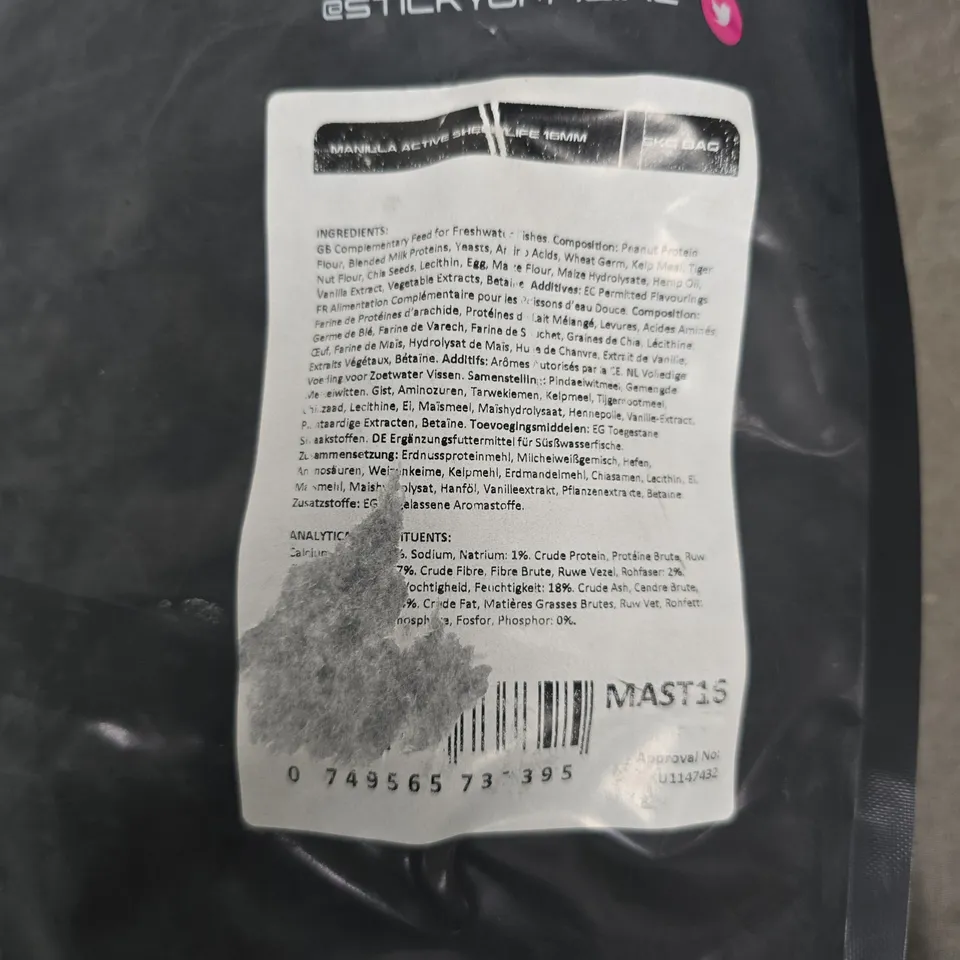 MANILLA ACTIVE SHELF LIFE 16MM 5KG BAG
INGREDIENTS:
GB Complementary Feed for Freshwater Fishes. Composition: Peanut Protein
Flour, Blended Milk Proteins, Yeasts, Amino Acids, Wheat Germ, Kelp Meal, Tiger
Nut Flour, Chia Seeds, Lecithin, Egg, Maize Flour, Maize Hydrolysate, Hemp Oil,
Vanilla Extract, Vegetable Extracts, Betaine Additives: EC Permitted Flavourings
FR Alimentation Complémentaire pour les Poissons d'eau Douce. Composition:
Farine de Protéines d'arachide, Protéines de Lait Mélangé, Levures, Acides Aminés,
Germe de Blé, Farine de Varech, Farine de Souchet, Graines de Chia, Lécithine,
Œuf, Farine de Maïs, Hydrolysat de Maïs, Huile de Chanvre, Extrait de Vanille,
Extraits Végétaux, Bétaïne. Additifs: Arômes Autorisés par la CE. NL Volledige
Voeding voor Zoetwater Vissen. Samenstelling: Pindaeiwitmeel, Gemengde
Melkeiwitten. Gist, Aminozuren, Tarwekiemen, Kelpmeel, Tijgernootmeel,
Chiazaad, Lecithine, Ei, Maïsmeel, Maïshydrolysaat, Hennepolie, Vanille-Extract,
Plantaardige Extracten, Betaïne. Toevoegingsmiddelen: EG Toegestane
Smaakstoffen. DE Ergänzungsfuttermittel für Süßwasserfische.
Zusammensetzung: Erdnussproteinmehl, Milcheiweißgemisch, Hefen,
Aminosäuren, Weizenkeime, Kelpmehl, Erdmandelmehl, Chiasamen, Lecithin, Ei,
Maismehl, Maishydrolysat, Hanföl, Vanilleextrakt, Pflanzenextrakte, Betaine
Zusatzstoffe: EG zugelassene Aromastoffe.
Calcium Sodium, Natrium: 1%. Crude Protein, Protéine Brute, Ruw
Crude Fibre, Fibre Brute, Ruwe Vezel, Rohfaser: 2%.
Vochtigheid, Feuchtigkeit: 18%. Crude Ash, Cendre Brute,
Crude Fat, Matières Grasses Brutes, Ruw Vet, Rohfett:
Fosfor, Phosphor: 0%.
MAST16
Approval No:
U1147432
0 749565 73 395